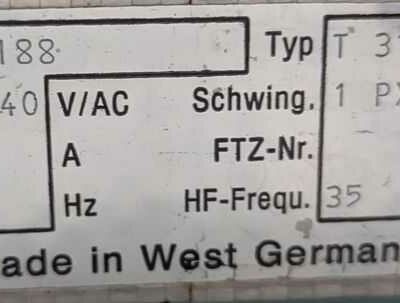 188 Typ T 3
40 V/AC Schwing. 1 P
A FTZ-Nr.
Hz HF-Frequ. 35
ade in West German